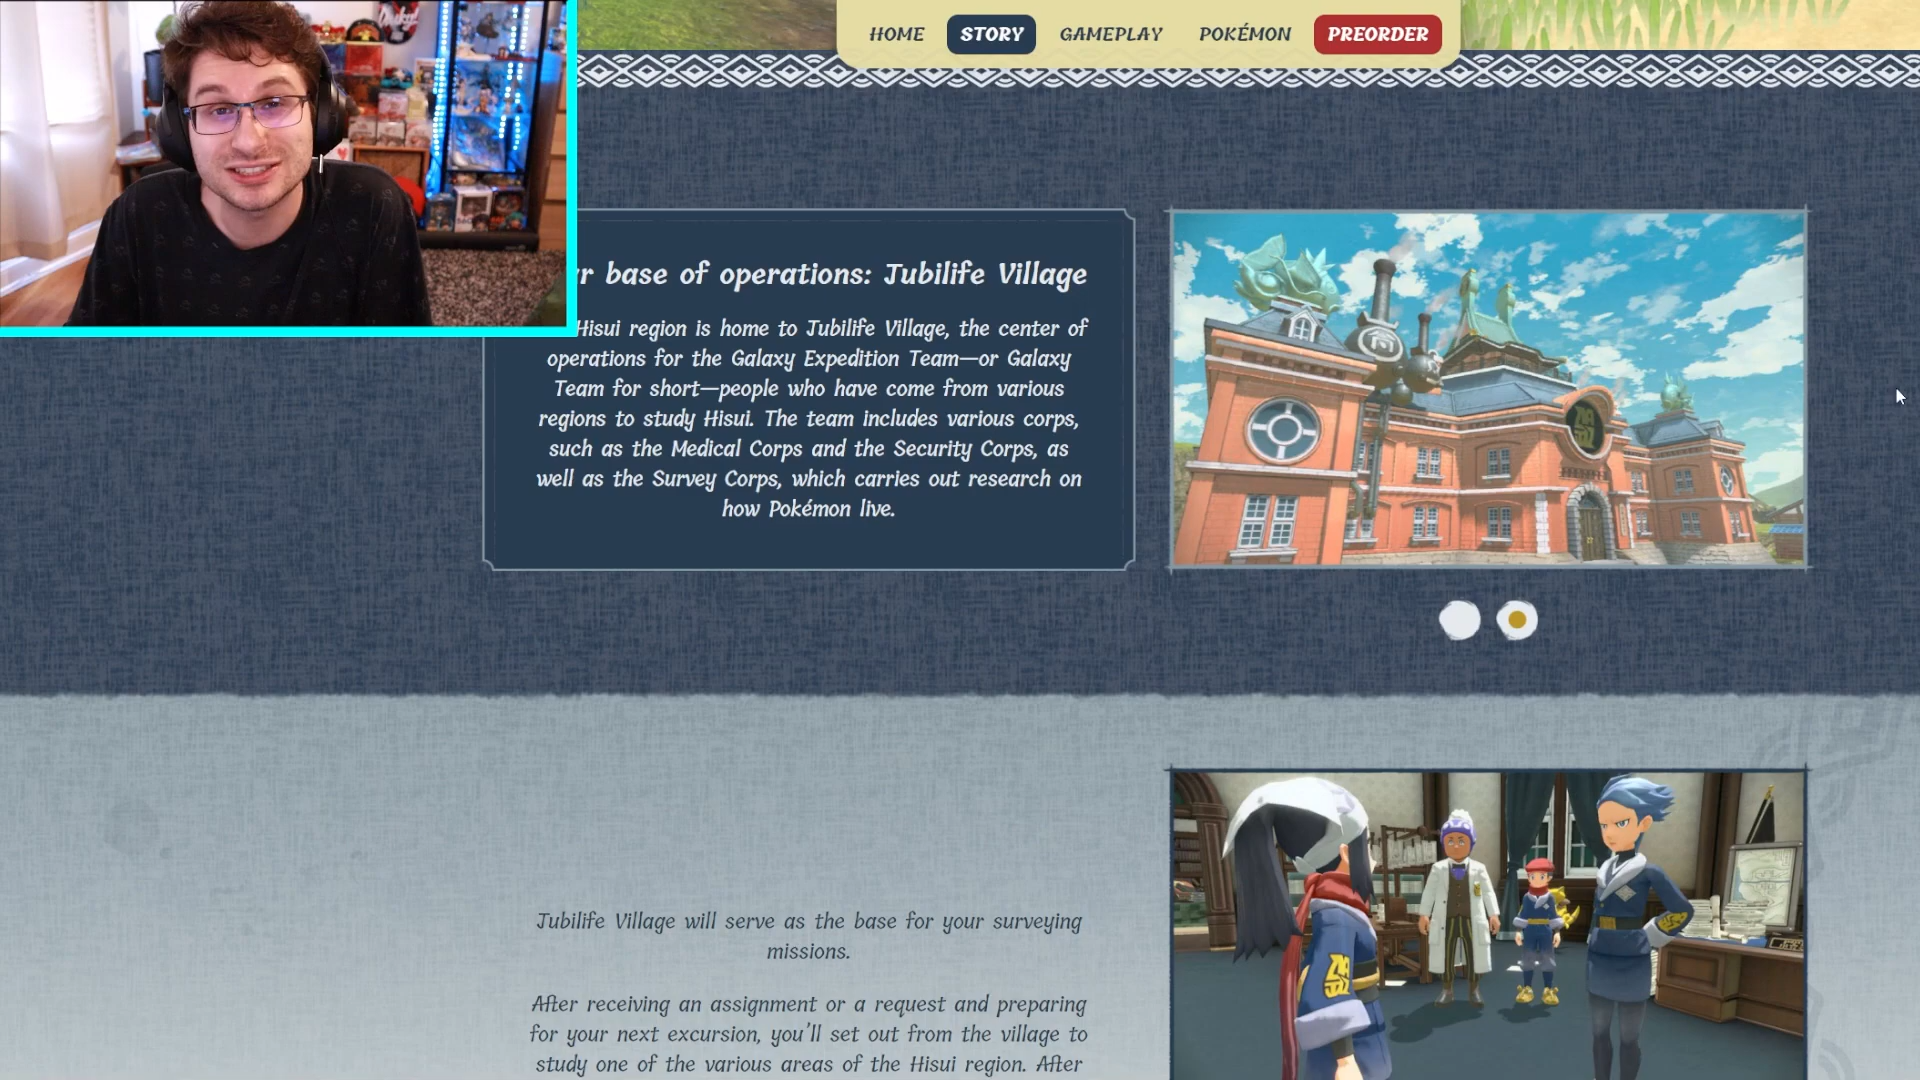 HOME STORY GAMEPLAY POKÉMON PREORDER
base of operations: Jubilife Village
Hisui region is home to Jubilife Village, the center of
operations for the Galaxy Expedition Team—or Galaxy
Team for short—people who have come from various
regions to study Hisui. The team includes various corps,
such as the Medical Corps and the Security Corps, as
well as the Survey Corps, which carries out research on
how Pokémon live.
Jubilife Village will serve as the base for your surveying
missions.
After receiving an assignment or a request and preparing
for your next excursion, you'll set out from the village to
study one of the various areas of the Hisui region. After